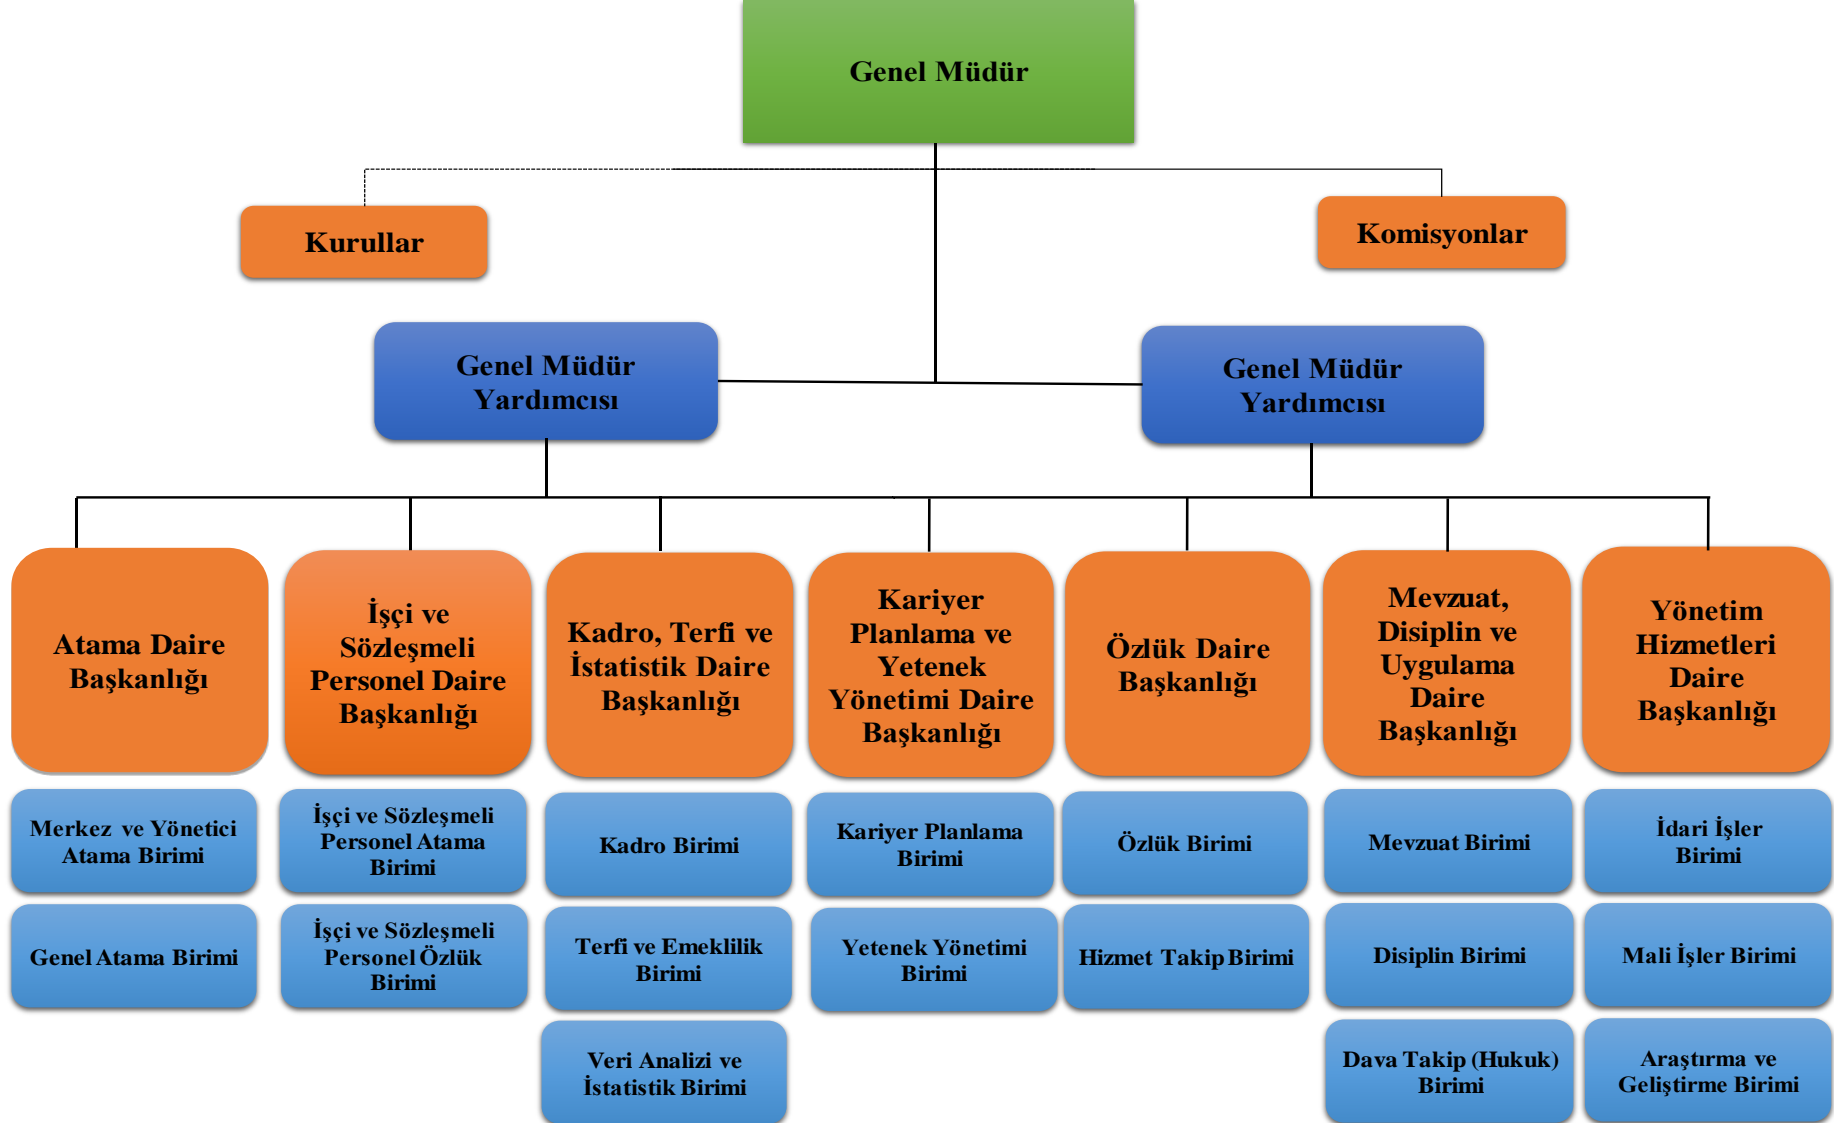 Genel Müdür
Kurullar
Komisyonlar
Genel Müdür
Yardımcısı
Genel Müdür
Yardımcısı
Atama Daire
Başkanlığı
İşçi ve
Sözleşmeli
Personel Daire
Başkanlığı
Kadro, Terfi ve
İstatistik Daire
Başkanlığı
Kariyer
Planlama ve
Yetenek
Yönetimi Daire
Başkanlığı
Özlük Daire
Başkanlığı
Mevzuat,
Disiplin ve
Uygulama
Daire
Başkanlığı
Yönetim
Hizmetleri
Daire
Başkanlığı
Merkez ve Yönetici
Atama Birimi
İşçi ve Sözleşmeli
Personel Atama
Birimi
Kadro Birimi
Kariyer Planlama
Birimi
Özlük Birimi
Mevzuat Birimi
İdari İşler
Birimi
Genel Atama Birimi
İşçi ve Sözleşmeli
Personel Özlük
Birimi
Terfi ve Emeklilik
Birimi
Yetenek Yönetimi
Birimi
Hizmet Takip Birimi
Disiplin Birimi
Mali İşler Birimi
Veri Analizi ve
İstatistik Birimi
Dava Takip (Hukuk)
Birimi
Araştırma ve
Geliştirme Birimi